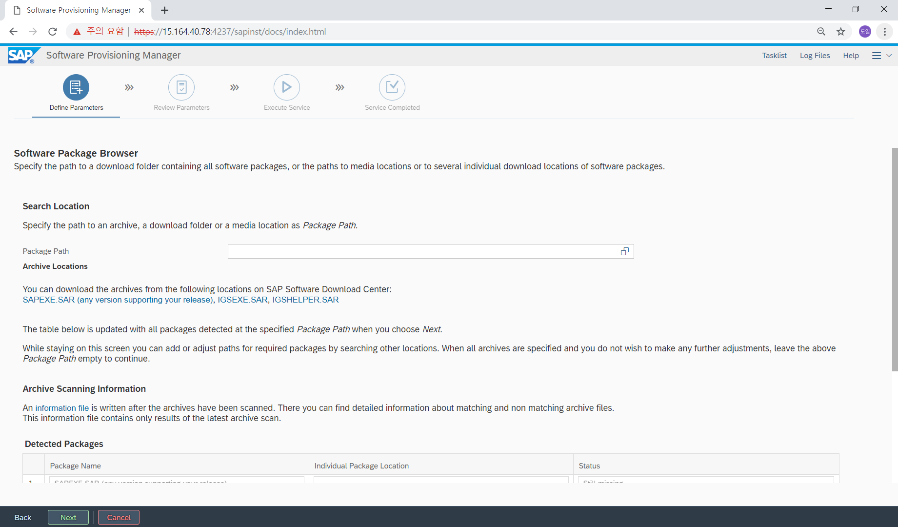 Software Provisioning Manager
주의 요함 | https://15.164.40.78:4237/sapinst/docs/index.html
SAP Software Provisioning Manager Tasklist Log Files Help
Define Parameters Review Parameters Execute Service Service Completed
Software Package Browser
Specify the path to a download folder containing all software packages, or the paths to media locations or to several individual download locations of software packages.
Search Location
Specify the path to an archive, a download folder or a media location as Package Path.
Package Path
Archive Locations
You can download the archives from the following locations on SAP Software Download Center:
SAPEXE.SAR (any version supporting your release), IGSEXE.SAR, IGSHELPER.SAR
The table below is updated with all packages detected at the specified Package Path when you choose Next.
While staying on this screen you can add or adjust paths for required packages by searching other locations. When all archives are specified and you do not wish to make any further adjustments, leave the above
Package Path empty to continue.
Archive Scanning Information
An information file is written after the archives have been scanned. There you can find detailed information about matching and non matching archive files.
This information file contains only results of the latest archive scan.
Detected Packages
Package Name Individual Package Location Status
Back Next Cancel